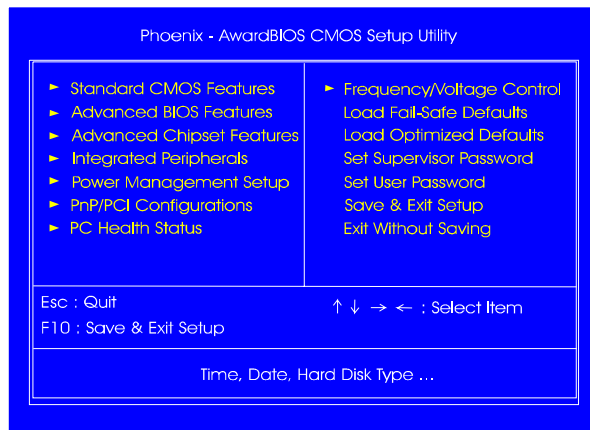 Phoenix - AwardBIOS CMOS Setup Utility
► Standard CMOS Features
► Advanced BIOS Features
► Advanced Chipset Features
► Integrated Peripherals
► Power Management Setup
► PnP/PCI Configurations
► PC Health Status
► Frequency/Voltage Control
Load Fail-Safe Defaults
Load Optimized Defaults
Set Supervisor Password
Set User Password
Save & Exit Setup
Exit Without Saving
Esc : Quit
F10 : Save & Exit Setup
↑ ↓ → ← : Select Item
Time, Date, Hard Disk Type ...